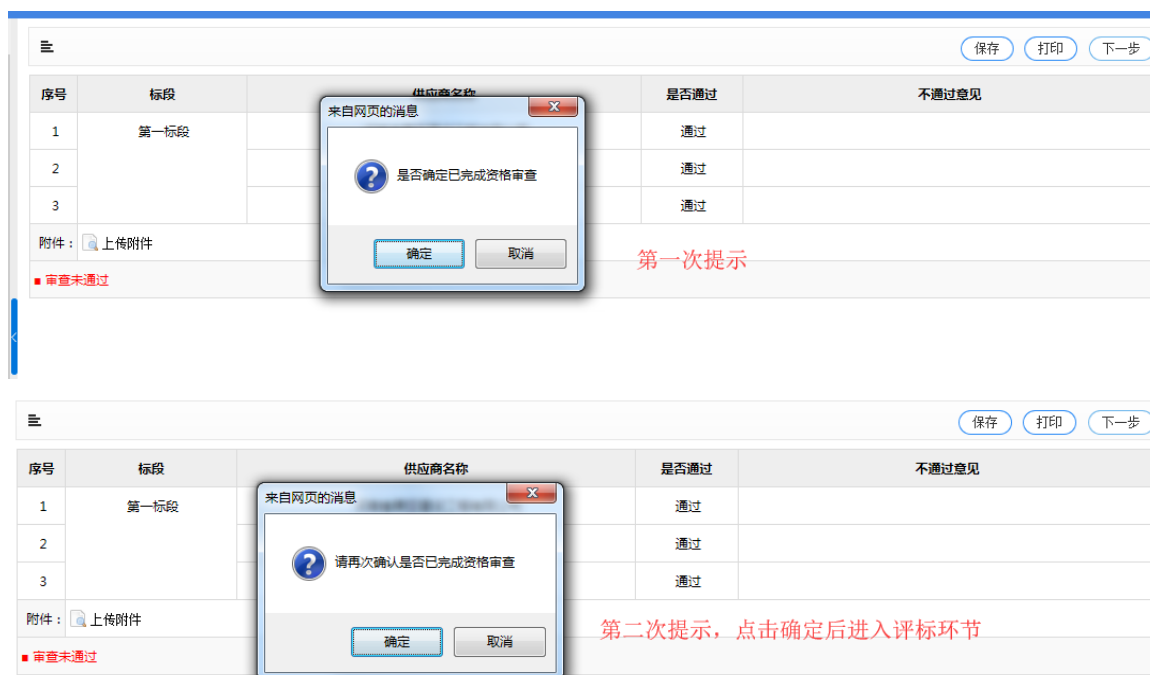 保存 打印 下一步
序号 标段 供应商名称 是否通过 不通过意见
来自网页的消息
1 第一标段 通过
是否确定已完成资格审查
2 通过
3 通过
附件： 上传附件
确定 取消
第一次提示
审查未通过
保存 打印 下一步
序号 标段 供应商名称 是否通过 不通过意见
来自网页的消息
1 第一标段 通过
2 通过
请再次确认是否已完成资格审查
3 通过
附件： 上传附件
第二次提示，点击确定后进入评标环节
确定 取消
审查未通过